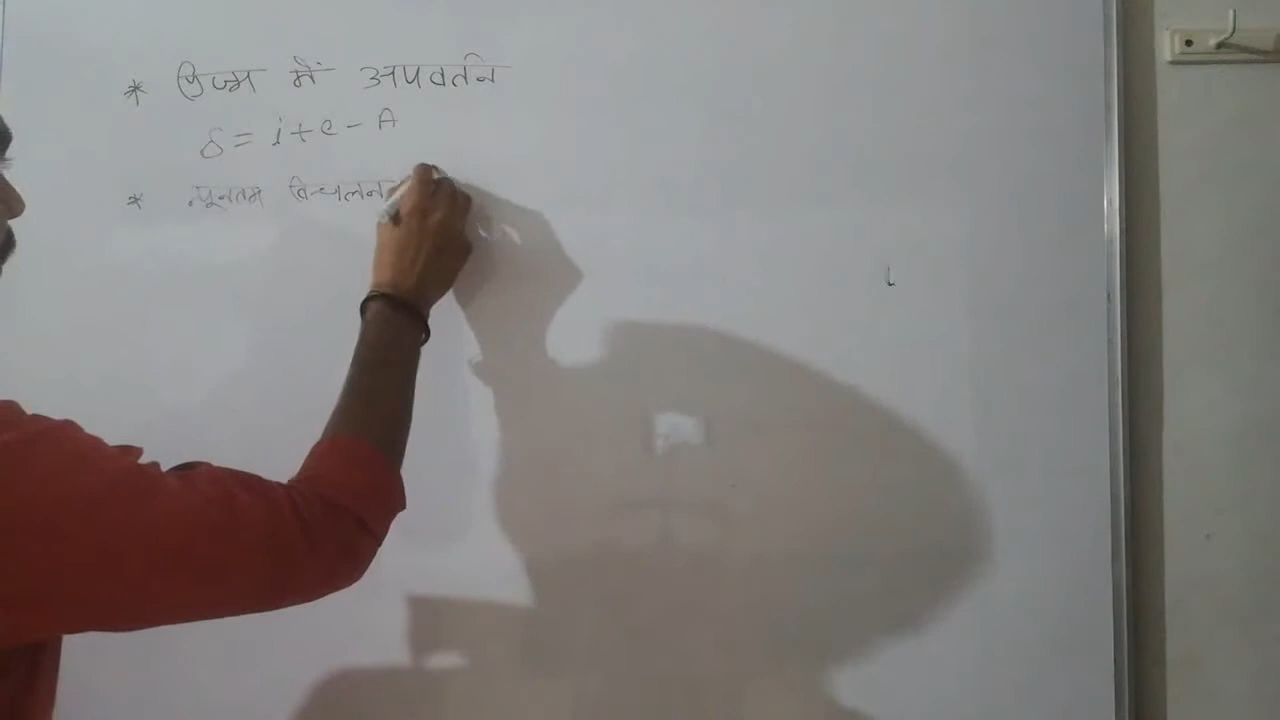 * प्रिज्म में अपवर्तन
δ = i + e - A
* न्यूनतम विचलन